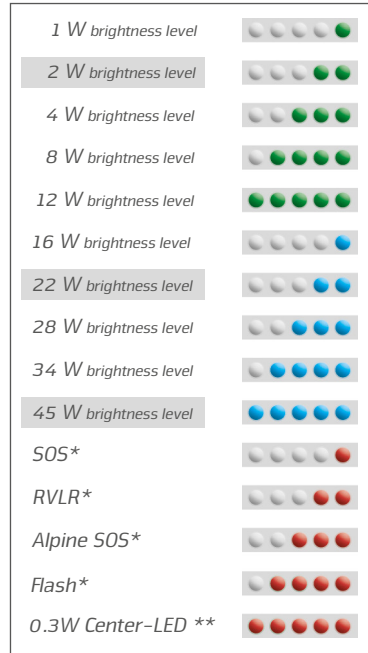 1 W brightness level
2 W brightness level
4 W brightness level
8 W brightness level
12 W brightness level
16 W brightness level
22 W brightness level
28 W brightness level
34 W brightness level
45 W brightness level
SOS*
RVLR*
Alpine SOS*
Flash*
0.3W Center-LED **